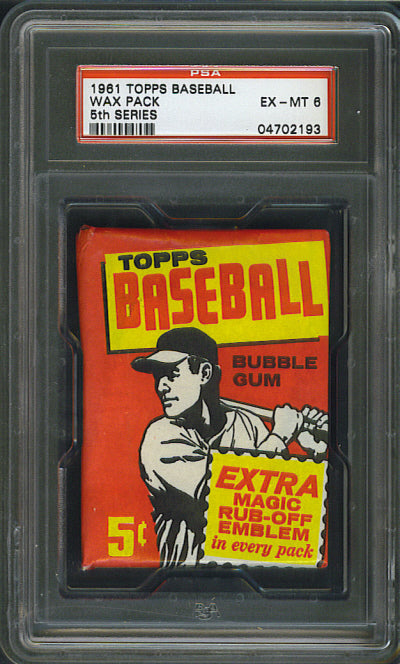 PSA
1961 TOPPS BASEBALL
WAX PACK EX-MT 6
5th SERIES 04702193
TOPPS
BASEBALL
BUBBLE
GUM
EXTRA
MAGIC
RUB-OFF
EMBLEM
in every pack
5¢